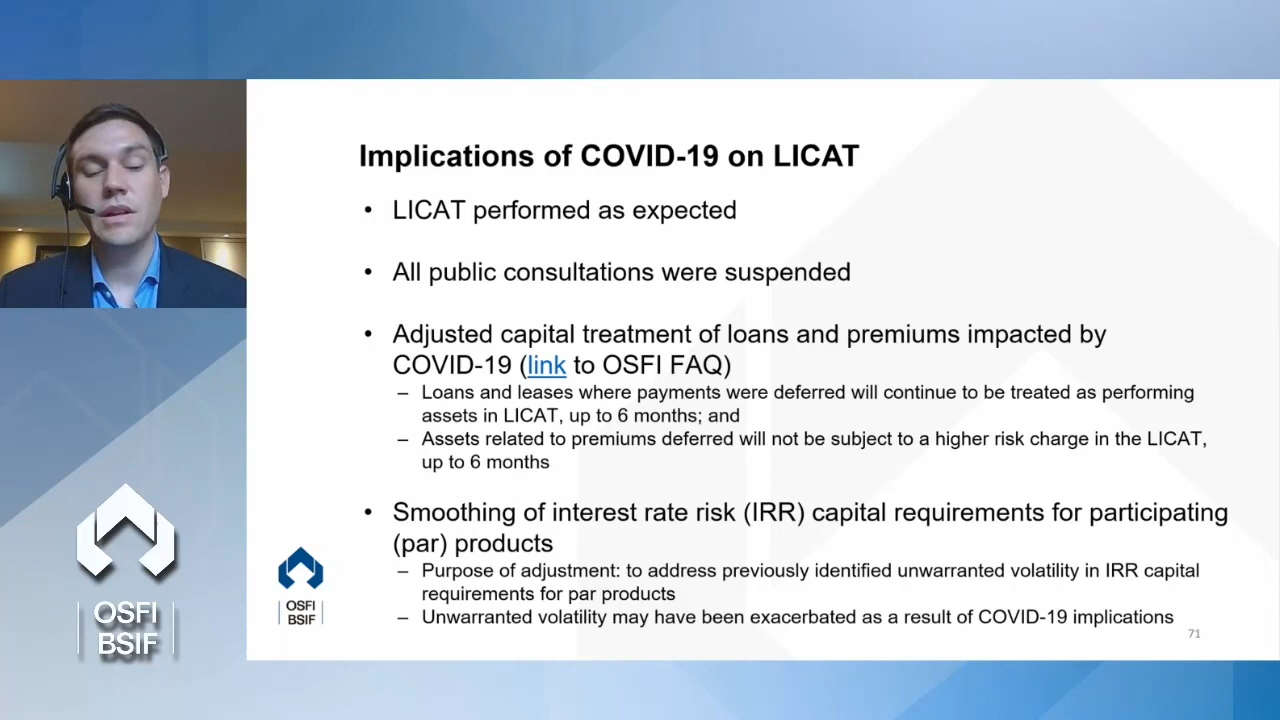 Implications of COVID-19 on LICAT
• LICAT performed as expected
• All public consultations were suspended
• Adjusted capital treatment of loans and premiums impacted by
COVID-19 (link to OSFI FAQ)
– Loans and leases where payments were deferred will continue to be treated as performing
assets in LICAT, up to 6 months; and
– Assets related to premiums deferred will not be subject to a higher risk charge in the LICAT,
up to 6 months
• Smoothing of interest rate risk (IRR) capital requirements for participating
(par) products
– Purpose of adjustment: to address previously identified unwarranted volatility in IRR capital
requirements for par products
– Unwarranted volatility may have been exacerbated as a result of COVID-19 implications
71
OSFI
BSIF
OSFI
BSIF